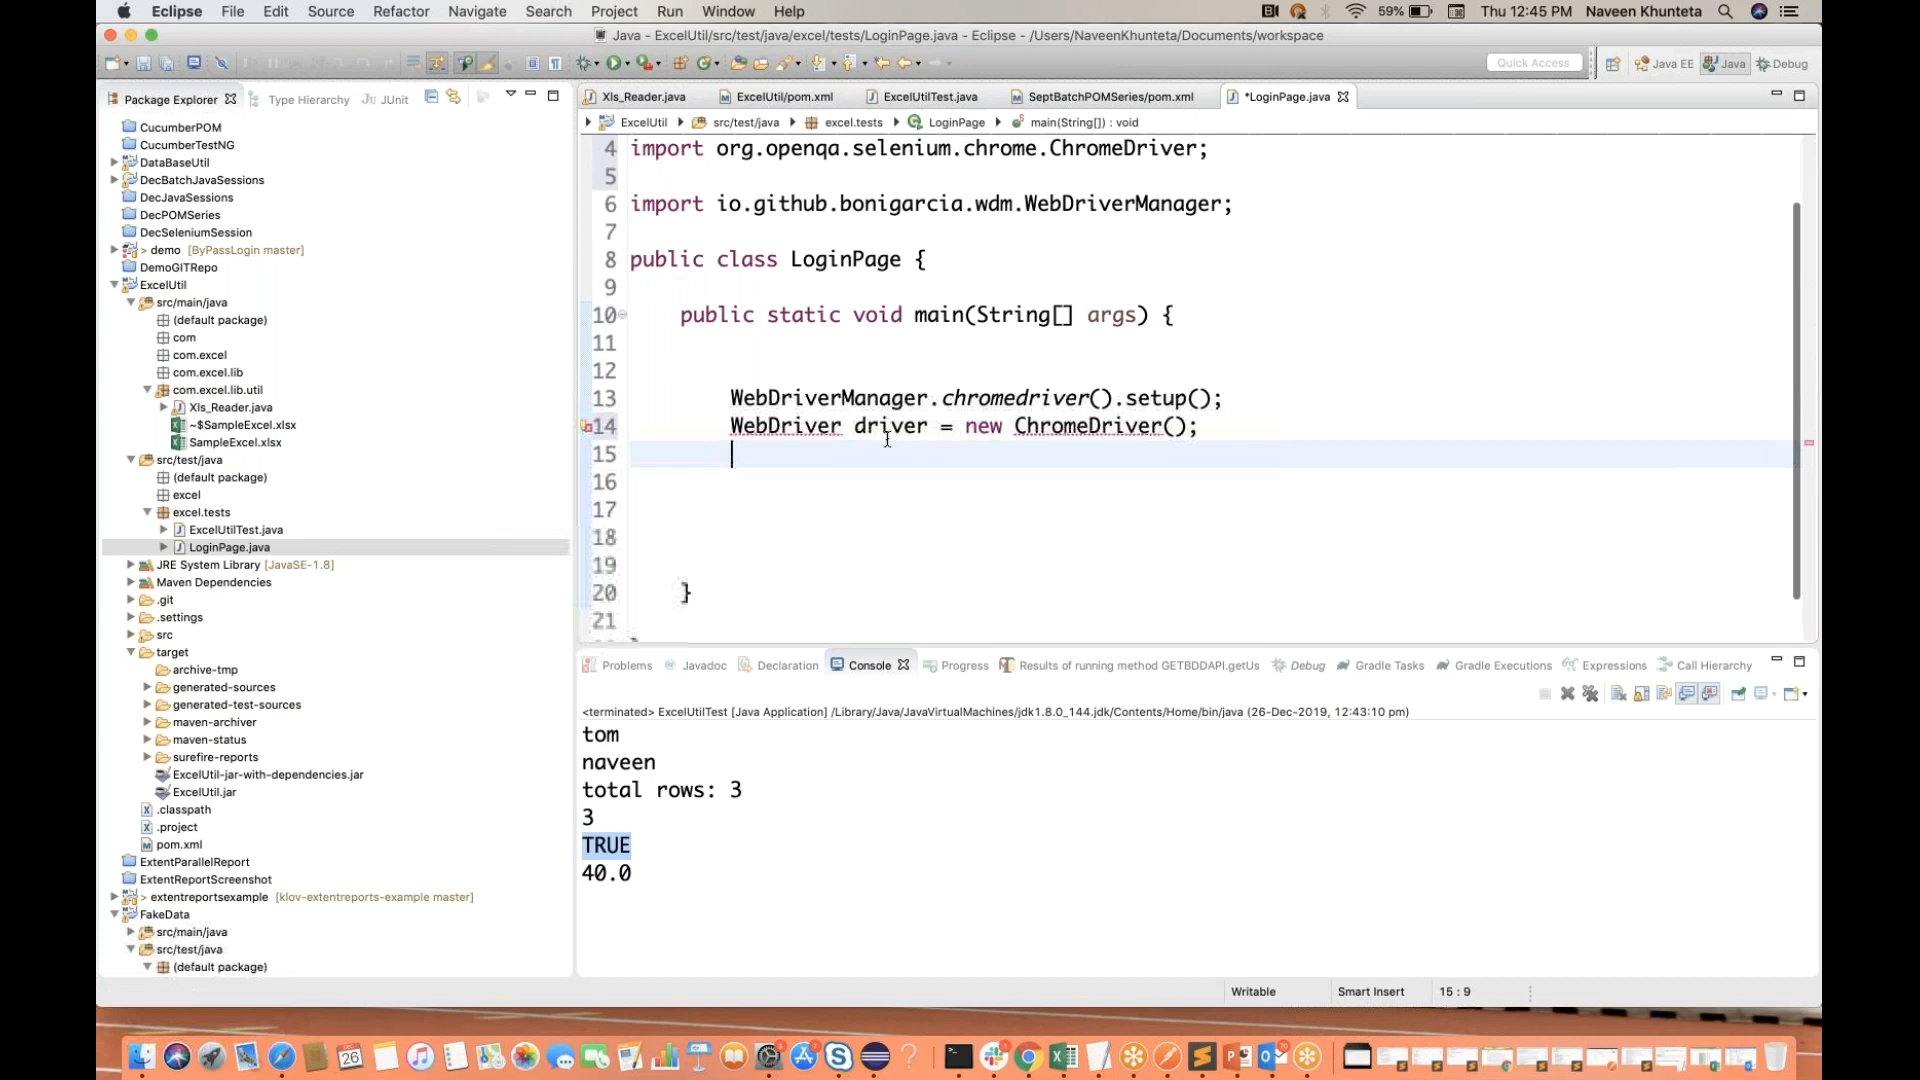 Eclipse File Edit Source Refactor Navigate Search Project Run Window Help 59% Thu 12:45 PM Naveen Khunteta
Java - ExcelUtil/src/test/java/excel/tests/LoginPage.java - Eclipse - /Users/NaveenKhunteta/Documents/workspace
Quick Access Java EE Java Debug
Package Explorer Type Hierarchy JUnit
CucumberPOM
CucumberTestNG
DataBaseUtil
DecBatchJavaSessions
DecJavaSessions
DecPOMSeries
DecSeleniumSession
> demo [ByPassLogin master]
DemoGITRepo
ExcelUtil
src/main/java
(default package)
com
com.excel
com.excel.lib
com.excel.lib.util
Xls_Reader.java
~$SampleExcel.xlsx
SampleExcel.xlsx
src/test/java
(default package)
excel
excel.tests
ExcelUtilTest.java
LoginPage.java
JRE System Library [JavaSE-1.8]
Maven Dependencies
.git
.settings
src
target
archive-tmp
generated-sources
generated-test-sources
maven-archiver
maven-status
surefire-reports
ExcelUtil-jar-with-dependencies.jar
ExcelUtil.jar
.classpath
.project
pom.xml
ExtentParallelReport
ExtentReportScreenshot
> extentreportsexample [klov-extentreports-example master]
FakeData
src/main/java
src/test/java
(default package)
Xls_Reader.java ExcelUtil/pom.xml ExcelUtilTest.java SeptBatchPOMSeries/pom.xml *LoginPage.java
ExcelUtil src/test/java excel.tests LoginPage main(String[]) : void
4 import org.openqa.selenium.chrome.ChromeDriver;
5
6 import io.github.bonigarcia.wdm.WebDriverManager;
7
8 public class LoginPage {
9
10 public static void main(String[] args) {
11
12
13 WebDriverManager.chromedriver().setup();
14 WebDriver driver = new ChromeDriver();
15
16
17
18
19
20 }
21
Problems Javadoc Declaration Console Progress Results of running method GETBDDAPI.getUs Debug Gradle Tasks Gradle Executions Expressions Call Hierarchy
<terminated> ExcelUtilTest [Java Application] /Library/Java/JavaVirtualMachines/jdk1.8.0_144.jdk/Contents/Home/bin/java (26-Dec-2019, 12:43:10 pm)
tom
naveen
total rows: 3
3
TRUE
40.0
Writable Smart Insert 15 : 9